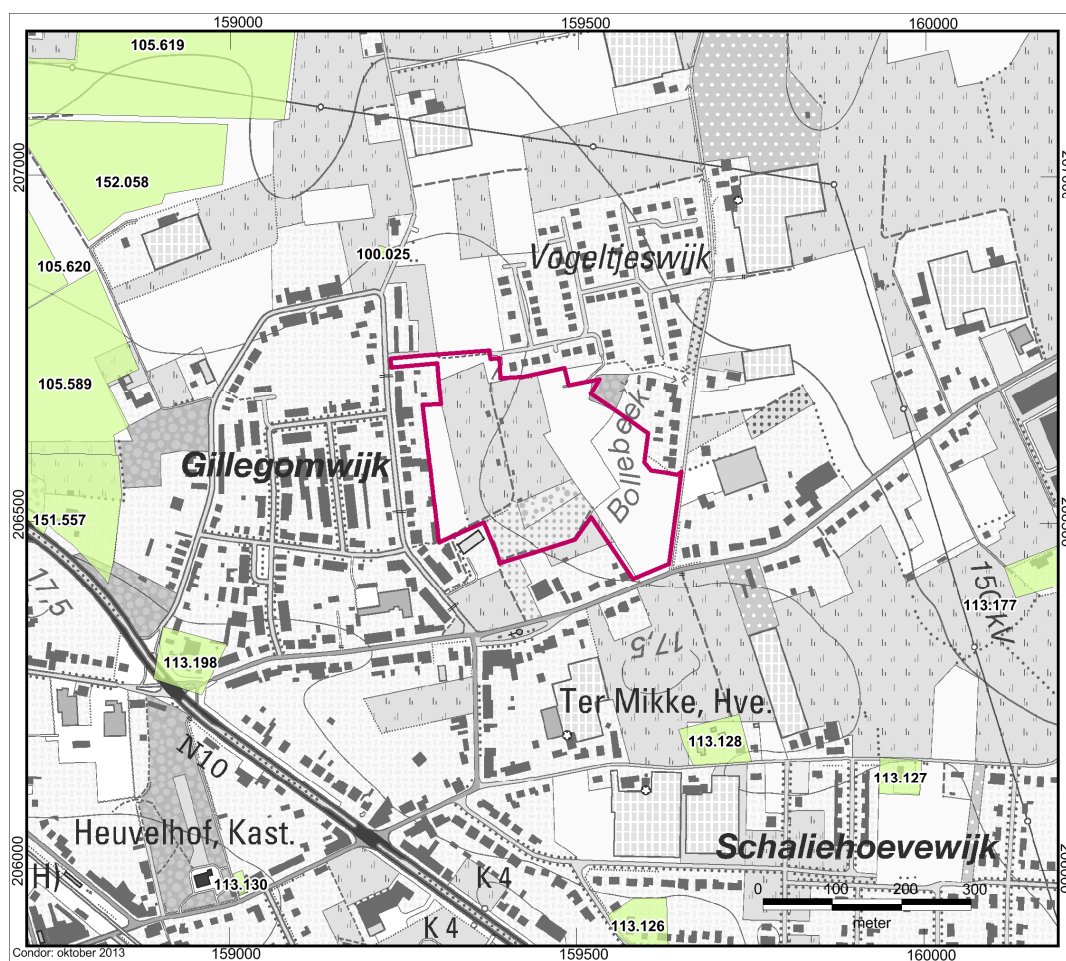 159000
159500
160000
105.619
207000
207000
152.058
105.620
100.025
Vogeltjeswijk
105.589
Bollebeek
Gillegomwijk
206500
206500
151.557
17,5
150 kV
113.177
113.198
17,5
Ter Mikke, Hve.
113.128
N10
113.127
Heuvelhof, Kast.
Schaliehoevewijk
206000
206000
H)
113.130
K 4
K 4
113.126
0
100
200
300
meter
159000
159500
160000
Condor: oktober 2013